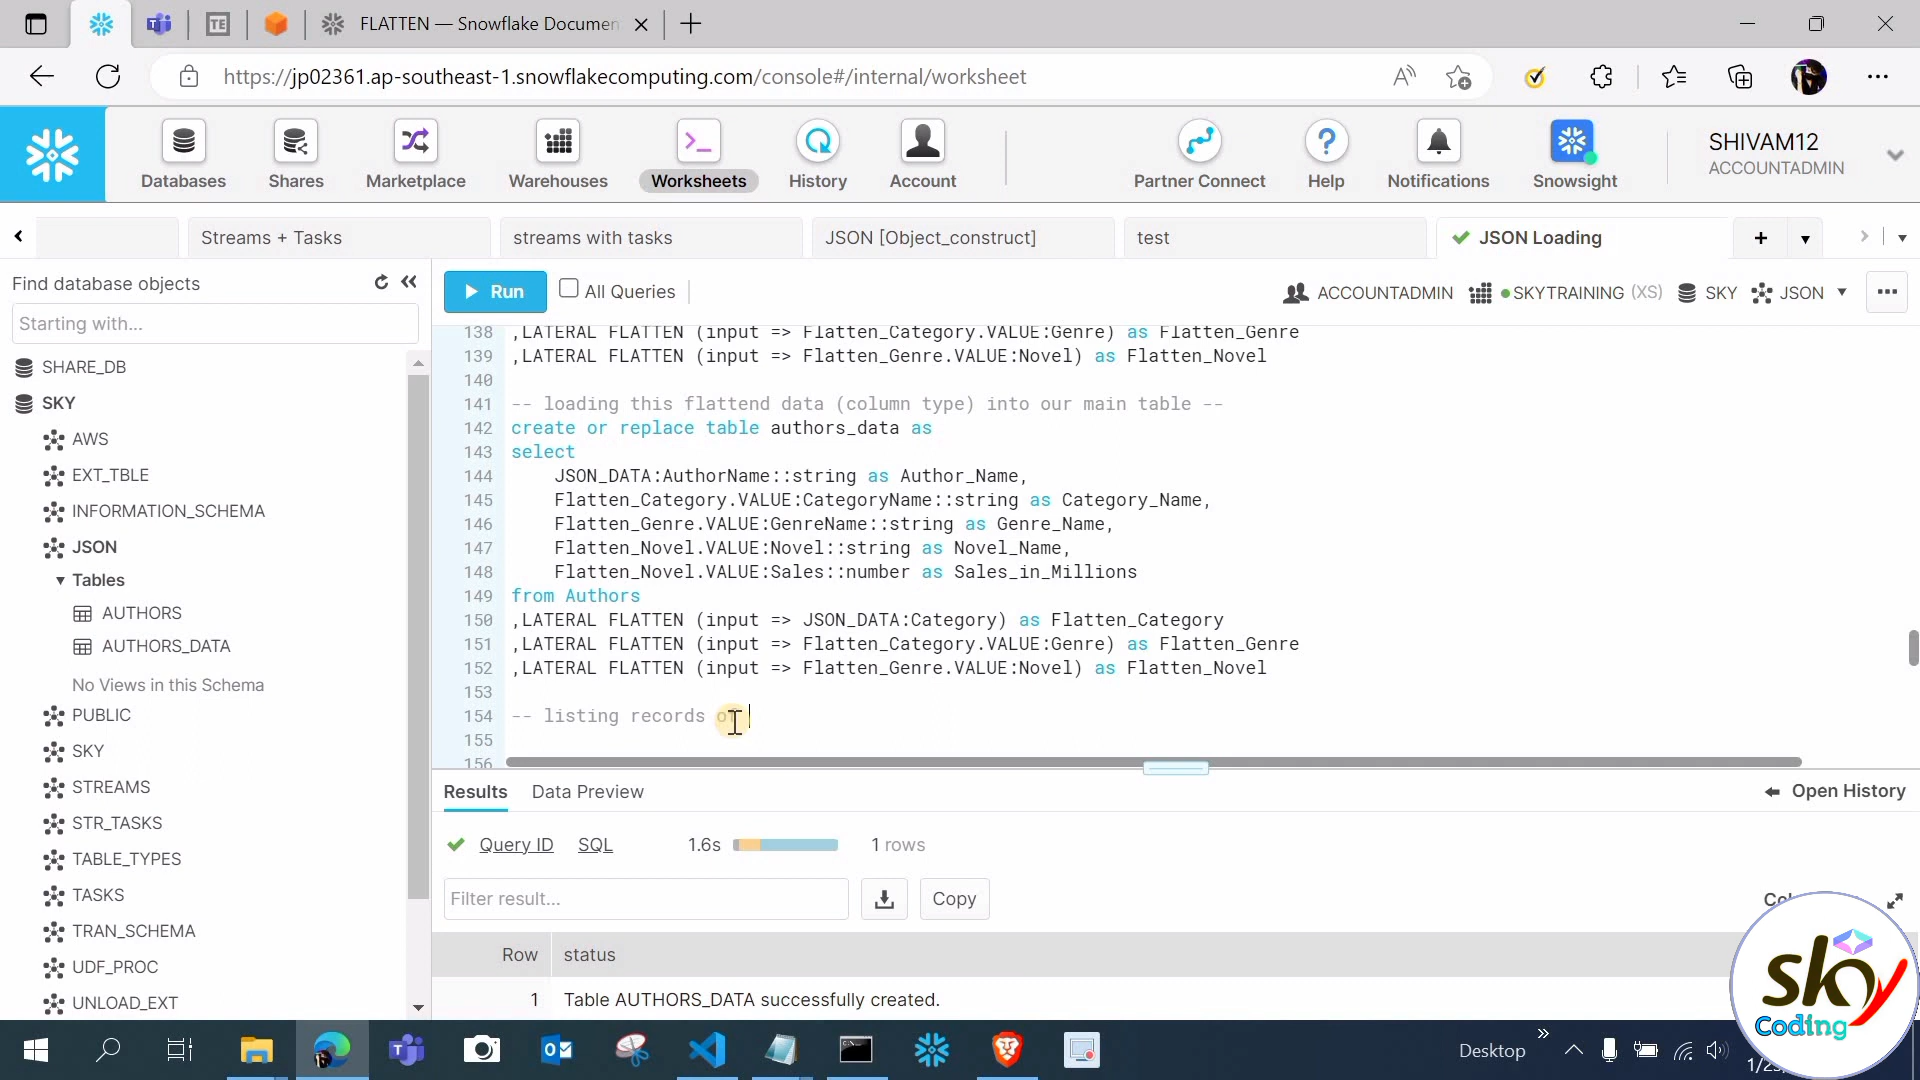 TE
FLATTEN — Snowflake Documen
https://jp02361.ap-southeast-1.snowflakecomputing.com/console#/internal/worksheet
Databases
Shares
Marketplace
Warehouses
Worksheets
History
Account
Partner Connect
Help
Notifications
Snowsight
SHIVAM12
ACCOUNTADMIN
Streams + Tasks
streams with tasks
JSON [Object_construct]
test
JSON Loading
Find database objects
Starting with...
SHARE_DB
SKY
AWS
EXT_TBLE
INFORMATION_SCHEMA
JSON
Tables
AUTHORS
AUTHORS_DATA
No Views in this Schema
PUBLIC
SKY
STREAMS
STR_TASKS
TABLE_TYPES
TASKS
TRAN_SCHEMA
UDF_PROC
UNLOAD_EXT
Run
All Queries
ACCOUNTADMIN
SKYTRAINING (XS)
SKY
JSON
138 ,LATERAL FLATTEN (input => Flatten_Category.VALUE:Genre) as Flatten_Genre
139 ,LATERAL FLATTEN (input => Flatten_Genre.VALUE:Novel) as Flatten_Novel
140
141 -- loading this flattend data (column type) into our main table --
142 create or replace table authors_data as
143 select
144 JSON_DATA:AuthorName::string as Author_Name,
145 Flatten_Category.VALUE:CategoryName::string as Category_Name,
146 Flatten_Genre.VALUE:GenreName::string as Genre_Name,
147 Flatten_Novel.VALUE:Novel::string as Novel_Name,
148 Flatten_Novel.VALUE:Sales::number as Sales_in_Millions
149 from Authors
150 ,LATERAL FLATTEN (input => JSON_DATA:Category) as Flatten_Category
151 ,LATERAL FLATTEN (input => Flatten_Category.VALUE:Genre) as Flatten_Genre
152 ,LATERAL FLATTEN (input => Flatten_Genre.VALUE:Novel) as Flatten_Novel
153
154 -- listing records of
155
156
Results
Data Preview
Open History
Query ID
SQL
1.6s
1 rows
Filter result...
Copy
Row status
1 Table AUTHORS_DATA successfully created.
sky
Coding
Desktop